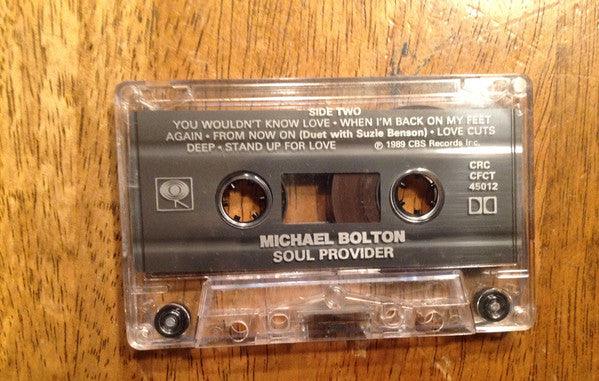 SIDE TWO
YOU WOULDN'T KNOW LOVE • WHEN I'M BACK ON MY FEET
AGAIN • FROM NOW ON (Duet with Suzie Benson) • LOVE CUTS
DEEP • STAND UP FOR LOVE ℗ 1989 CBS Records Inc.
CRC
CFCT
45012
MICHAEL BOLTON
SOUL PROVIDER